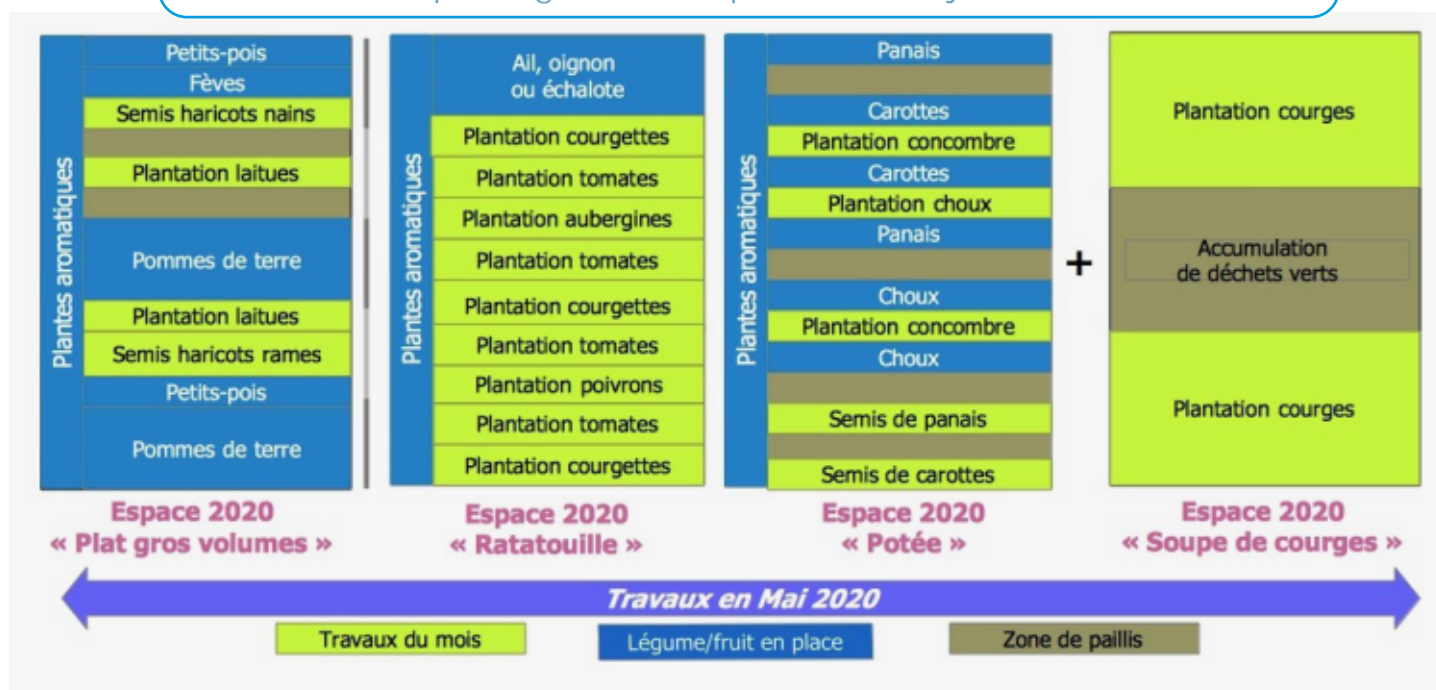 Plantes aromatiques
Petits-pois
Fèves
Semis haricots nains
Plantation laitues
Pommes de terre
Plantation laitues
Semis haricots rames
Petits-pois
Pommes de terre
Espace 2020
« Plat gros volumes »
Plantes aromatiques
Ail, oignon
ou échalote
Plantation courgettes
Plantation tomates
Plantation aubergines
Plantation tomates
Plantation courgettes
Plantation tomates
Plantation poivrons
Plantation tomates
Plantation courgettes
Espace 2020
« Ratatouille »
Plantes aromatiques
Panais
Carottes
Plantation concombre
Carottes
Plantation choux
Panais
Choux
Plantation concombre
Choux
Semis de panais
Semis de carottes
Espace 2020
« Potée »
+
Plantation courges
Accumulation
de déchets verts
Plantation courges
Espace 2020
« Soupe de courges »
Travaux en Mai 2020
Travaux du mois
Légume/fruit en place
Zone de paillis